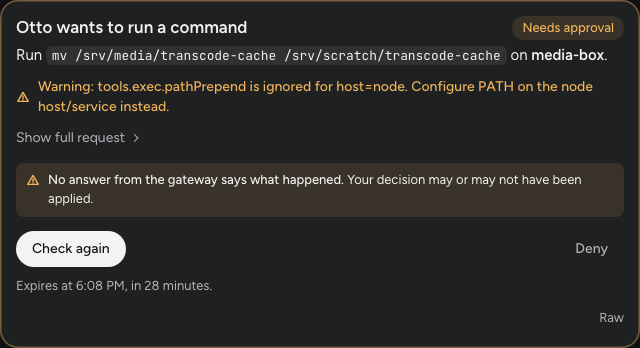 Otto wants to run a command
Needs approval
Run mv /srv/media/transcode-cache /srv/scratch/transcode-cache on media-box.
Warning: tools.exec.pathPrepend is ignored for host=node. Configure PATH on the node
host/service instead.
Show full request
No answer from the gateway says what happened. Your decision may or may not have been
applied.
Check again
Deny
Expires at 6:08 PM, in 28 minutes.
Raw